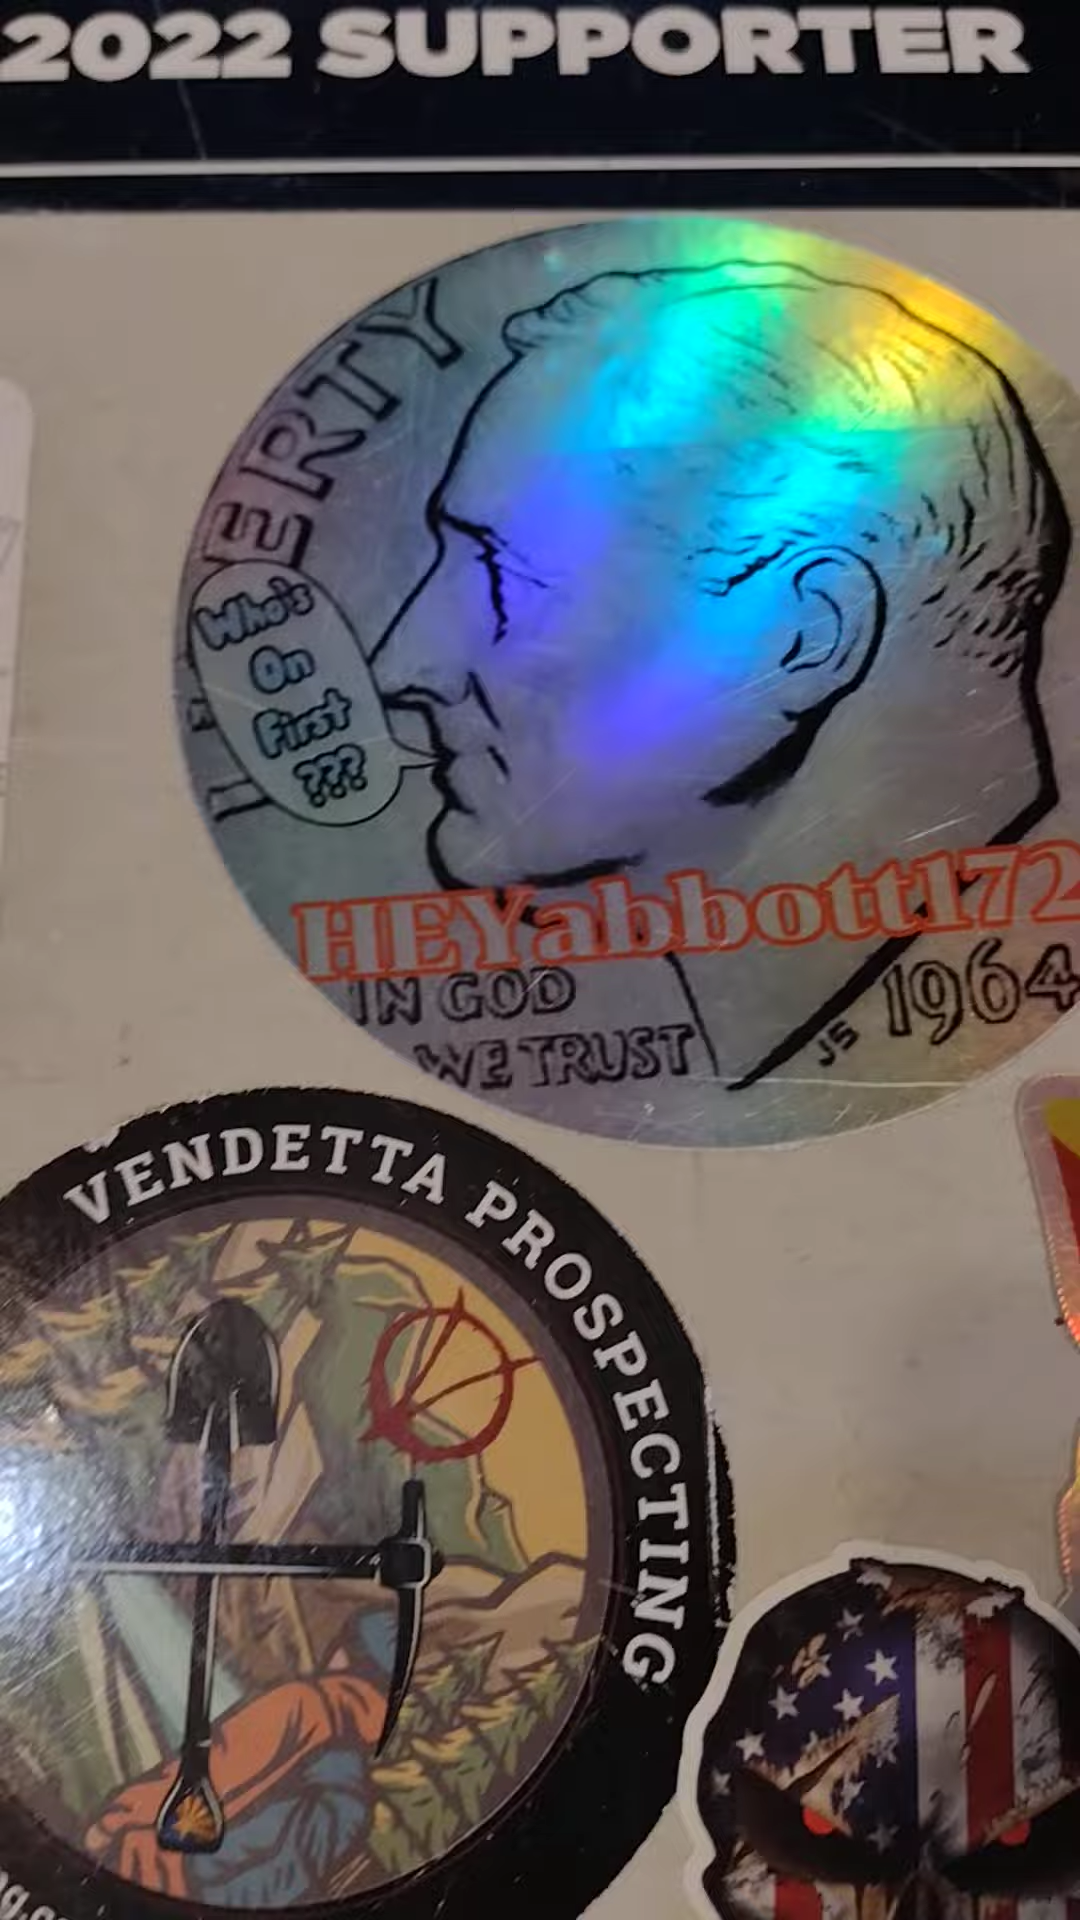 2022 SUPPORTER
ERTY
Who's
On
First
???
HEYabbott172
IN GOD
WE TRUST
JS
1964
VENDETTA PROSPECTING